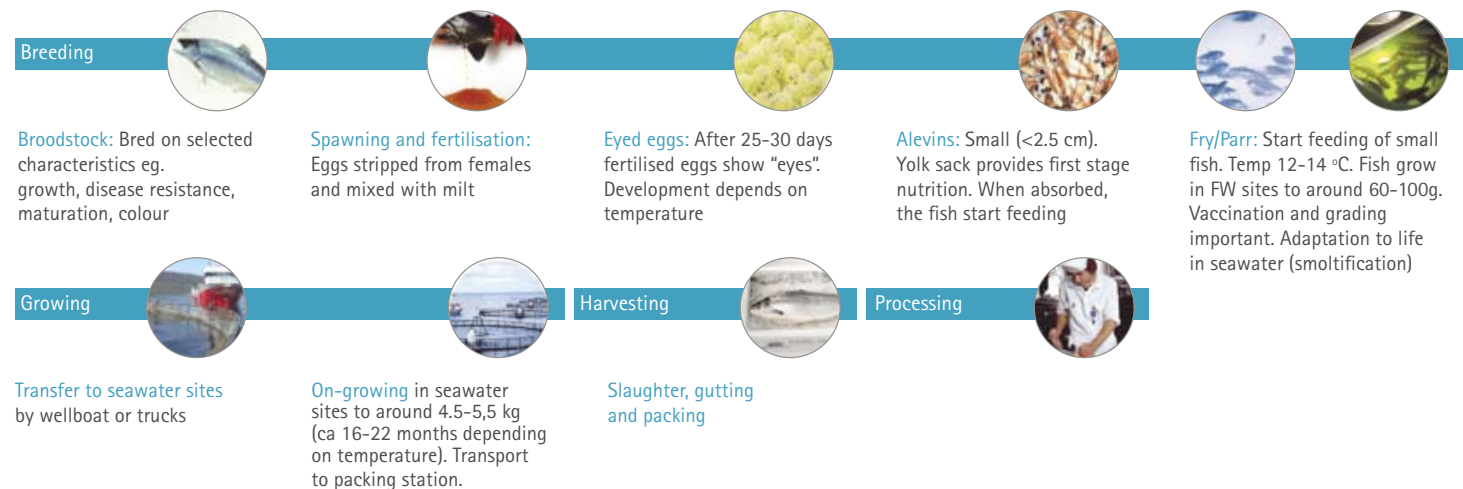 Breeding
Broodstock: Bred on selected
characteristics eg.
growth, disease resistance,
maturation, colour
Spawning and fertilisation:
Eggs stripped from females
and mixed with milt
Eyed eggs: After 25-30 days
fertilised eggs show “eyes”.
Development depends on
temperature
Alevins: Small (<2.5 cm).
Yolk sack provides first stage
nutrition. When absorbed,
the fish start feeding
Fry/Parr: Start feeding of small
fish. Temp 12-14 ºC. Fish grow
in FW sites to around 60-100g.
Vaccination and grading
important. Adaptation to life
in seawater (smoltification)
Growing
Transfer to seawater sites
by wellboat or trucks
On-growing in seawater
sites to around 4.5-5,5 kg
(ca 16-22 months depending
on temperature). Transport
to packing station.
Harvesting
Slaughter, gutting
and packing
Processing